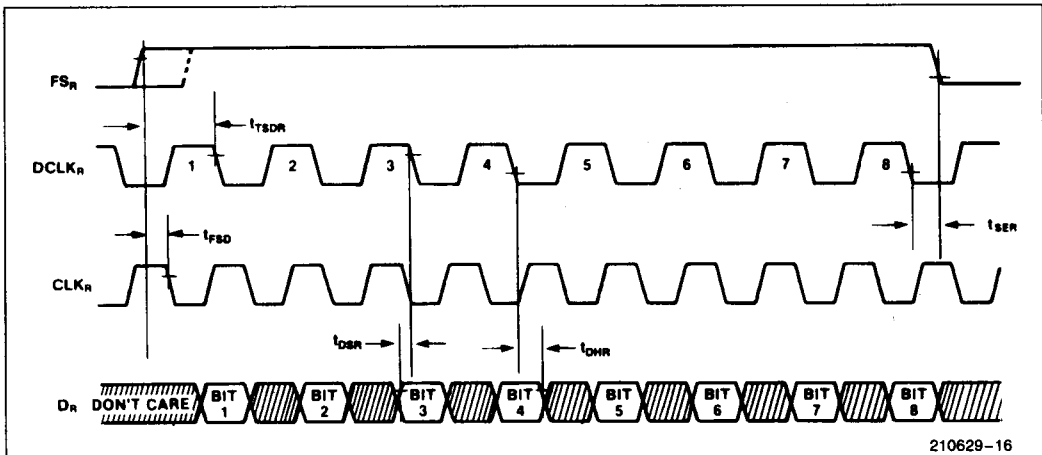 FSR
tTSDR
DCLKR 1 2 3 4 5 6 7 8
tSER
tFSD
CLKR
tDSR tDHR
DR DON'T CARE BIT 1 BIT 2 BIT 3 BIT 4 BIT 5 BIT 6 BIT 7 BIT 8
210629-16